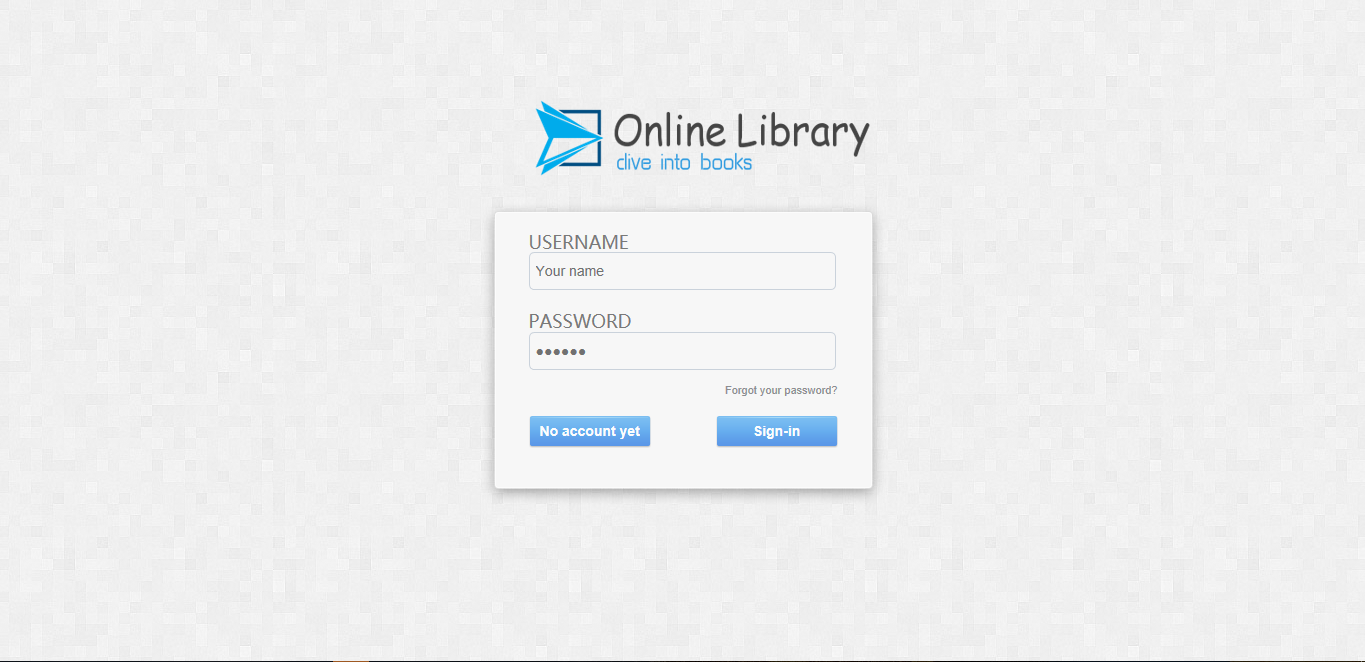 Online Library
dive into books
USERNAME
Your name
PASSWORD
••••••
Forgot your password?
No account yet
Sign-in